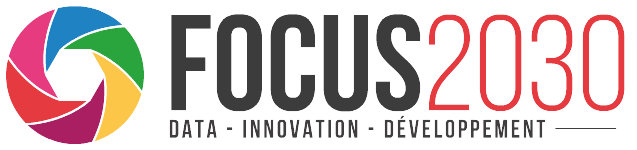 FOCUS2030
DATA - INNOVATION - DÉVELOPPEMENT